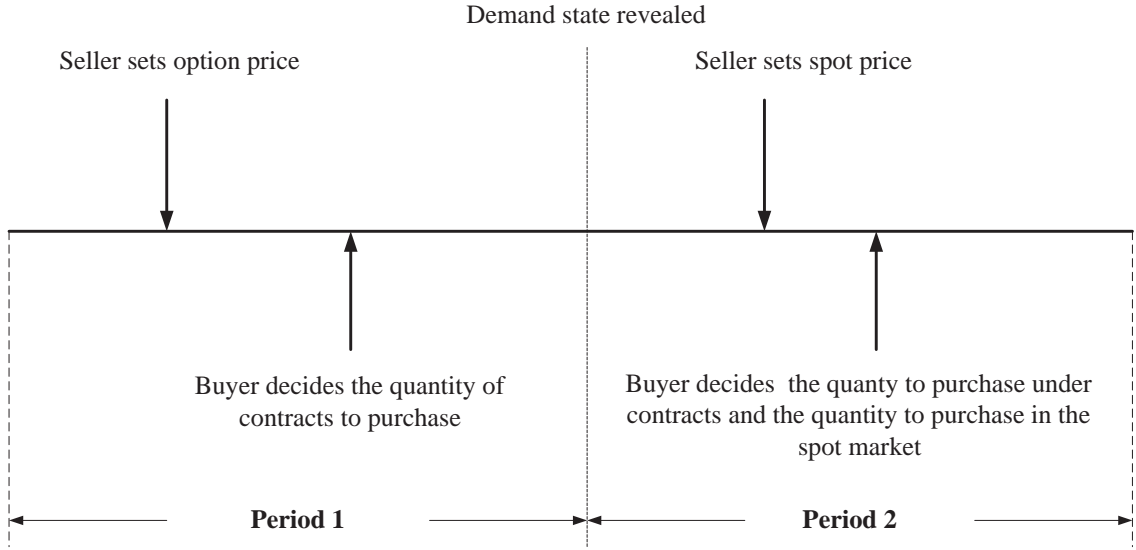 Demand state revealed
Seller sets option price
Seller sets spot price
Buyer decides the quantity of
contracts to purchase
Buyer decides  the quanty to purchase under
contracts and the quantity to purchase in the
spot market
Period 1
Period 2